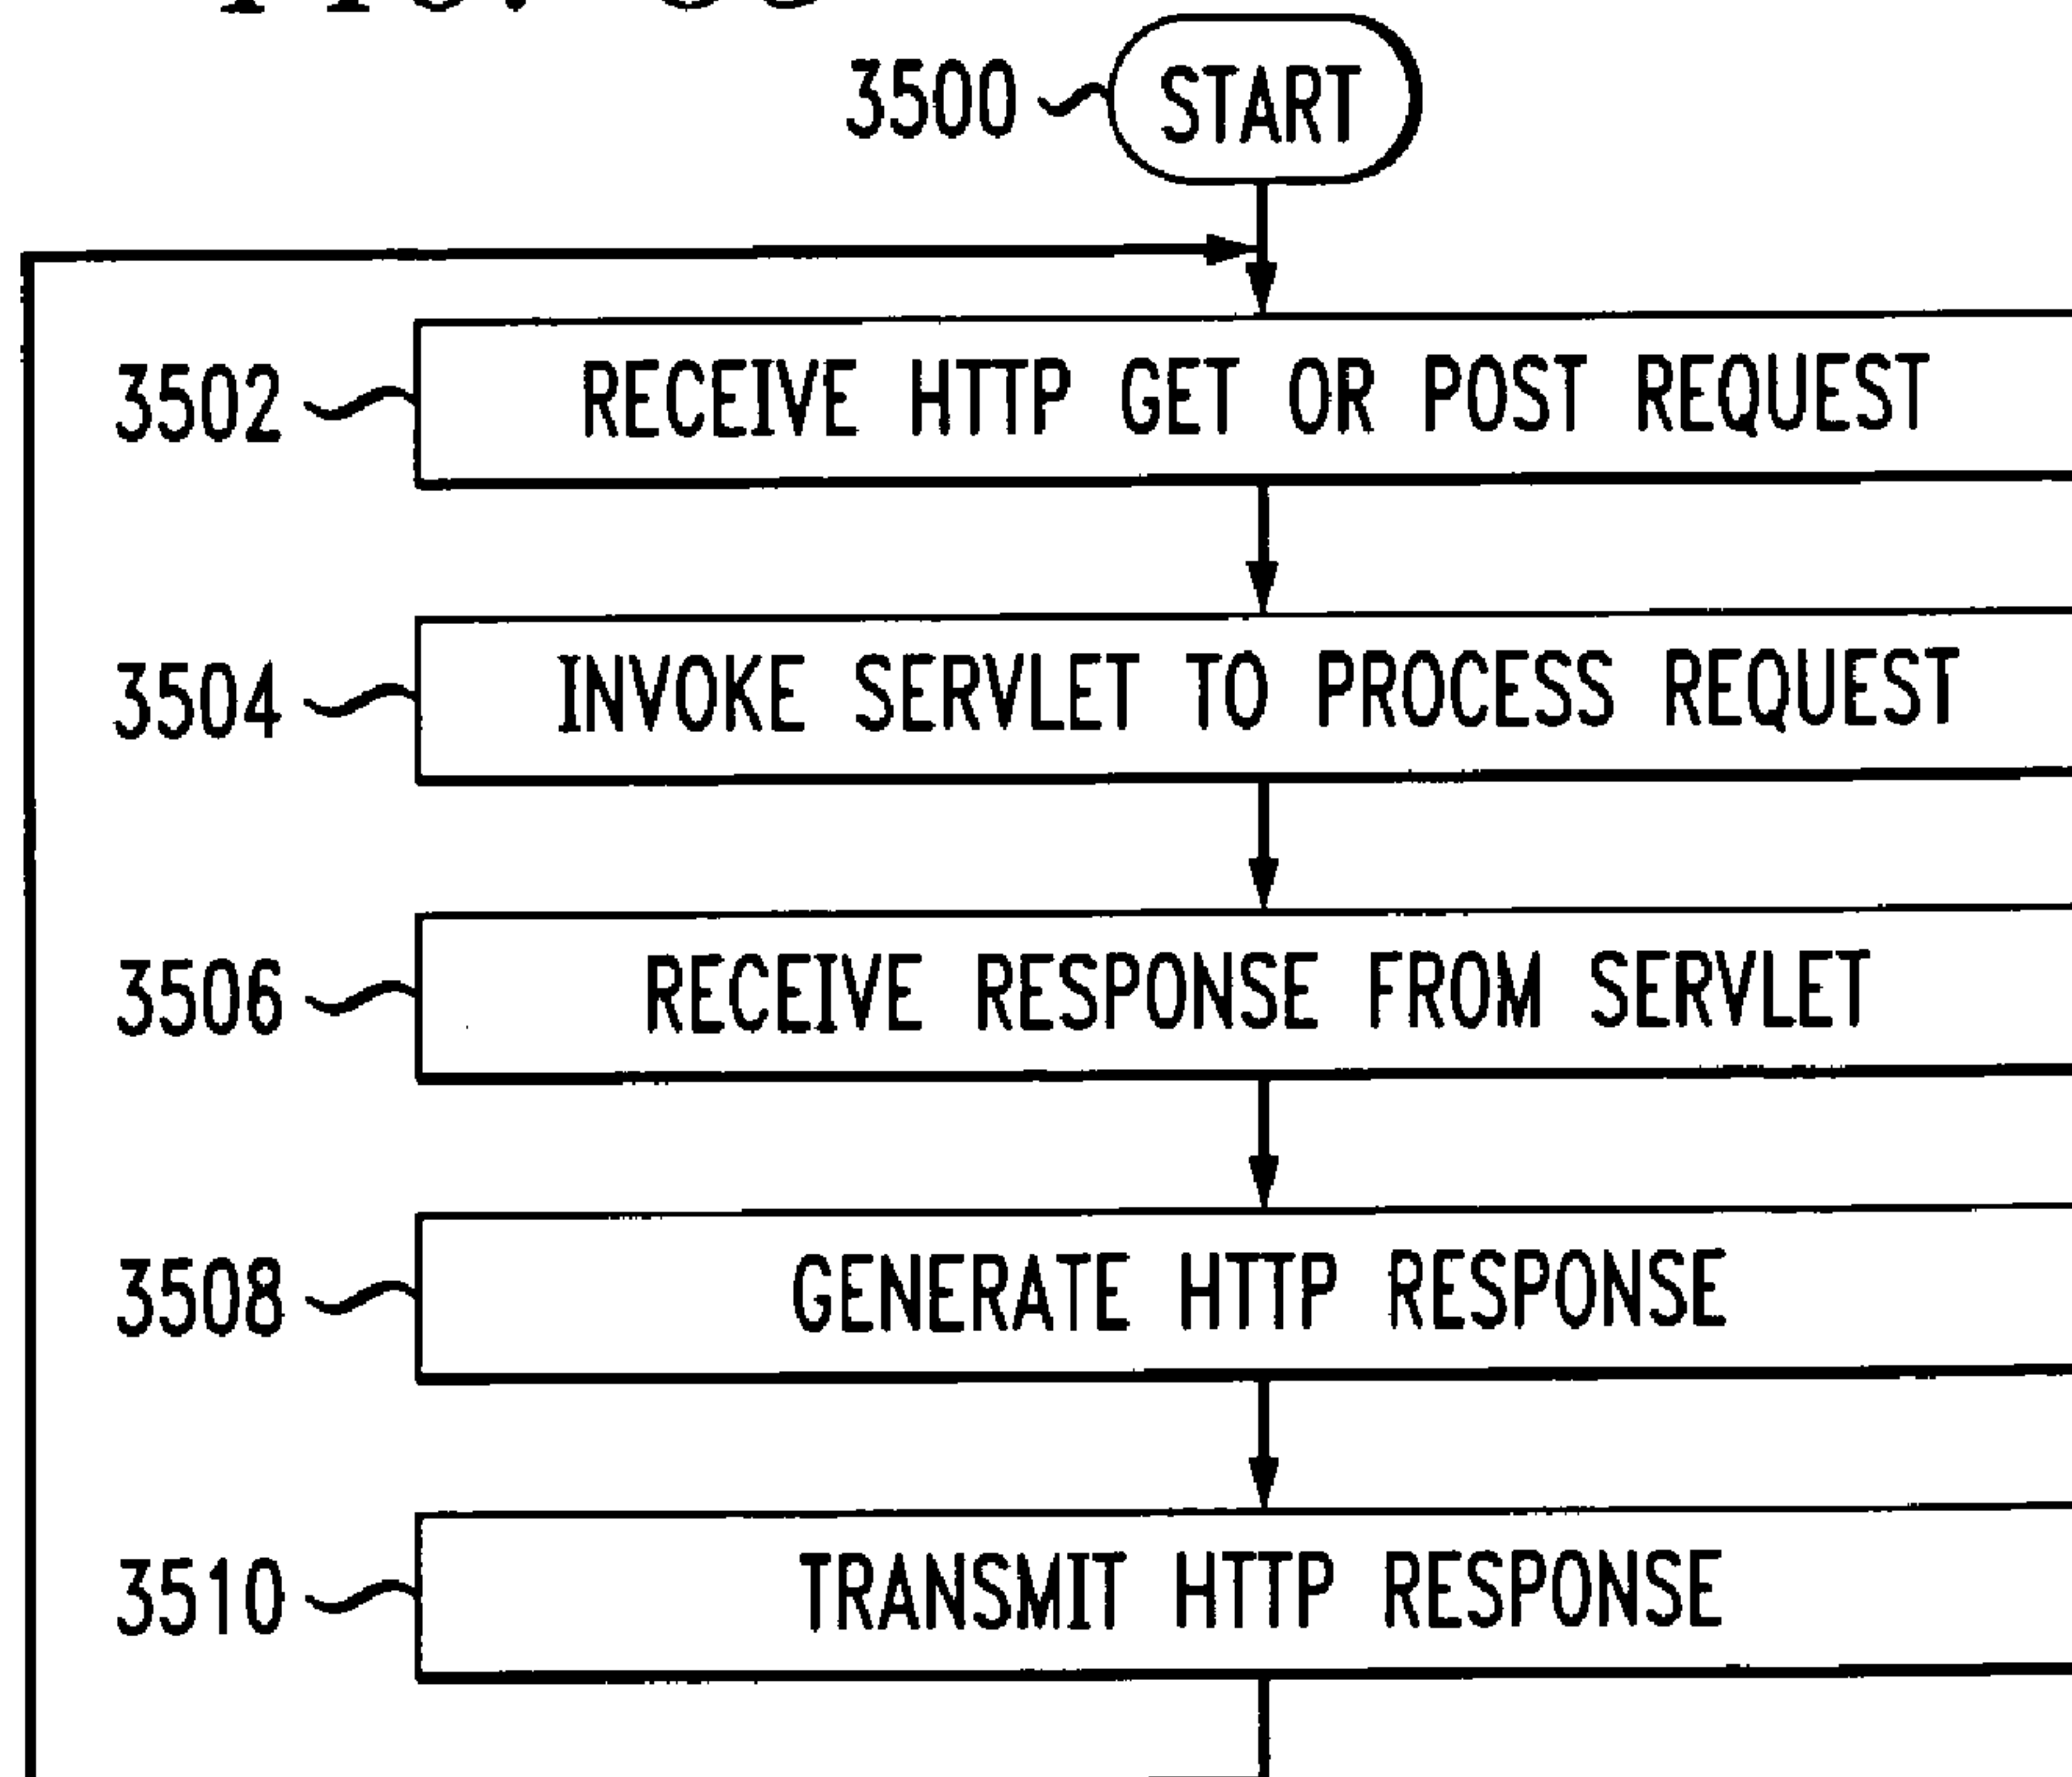 3500 START
3502 RECEIVE HTTP GET OR POST REQUEST
3504 INVOKE SERVLET TO PROCESS REQUEST
3506 RECEIVE RESPONSE FROM SERVLET
3508 GENERATE HTTP RESPONSE
3510 TRANSMIT HTTP RESPONSE